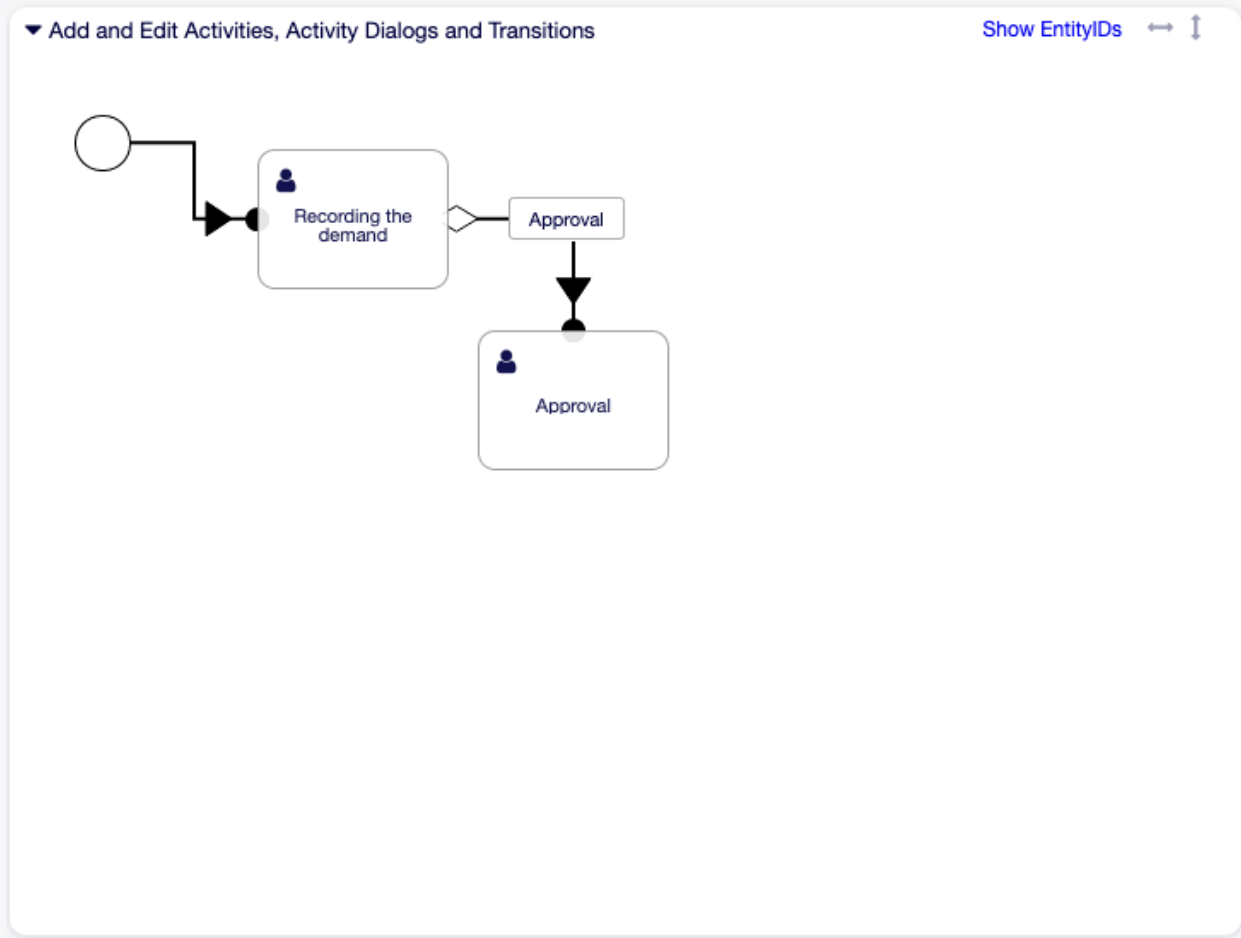 Add and Edit Activities, Activity Dialogs and Transitions
Show EntityIDs
Recording the
demand
Approval
Approval